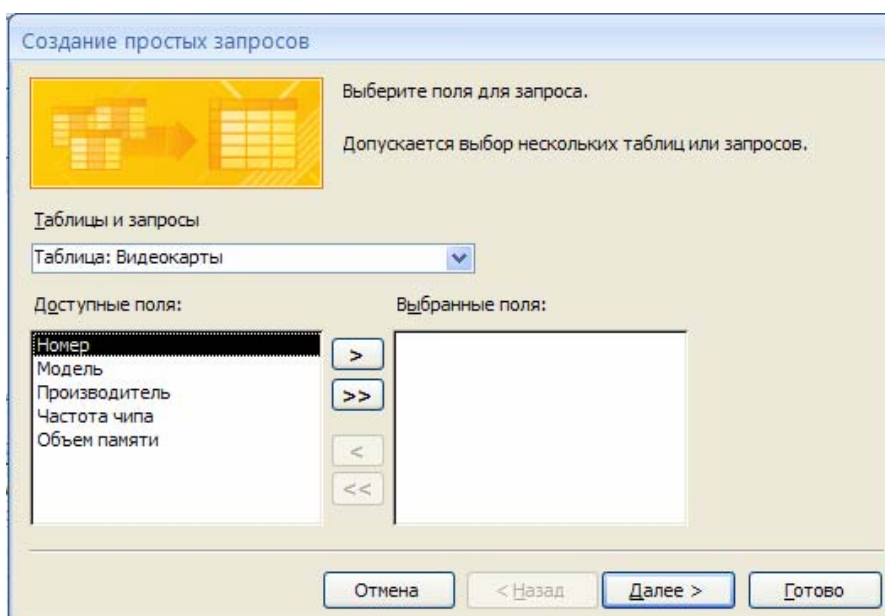 Создание простых запросов
Выберите поля для запроса.
Допускается выбор нескольких таблиц или запросов.
Таблицы и запросы
Таблица: Видеокарты
Доступные поля:
Выбранные поля:
Номер
Модель
Производитель
Частота чипа
Объем памяти
>
>>
<
<<
Отмена
< Назад
Далее >
Готово